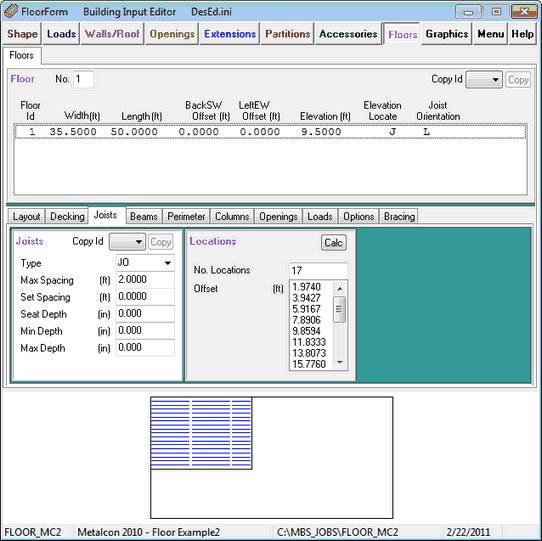 FloorForm Building Input Editor DesEd.ini
Shape Loads Walls/Roof Openings Extensions Partitions Accessories Floors Graphics Menu Help
Floors
Floor No. 1 Copy Id Copy
Floor Id Width(ft) Length(ft) BackSW Offset (ft) LeftEW Offset (ft) Elevation (ft) Elevation Locate Joist Orientation
1 35.5000 50.0000 0.0000 0.0000 9.5000 J L
Layout Decking Joists Beams Perimeter Columns Openings Loads Options Bracing
Joists Copy Id Copy
Type JO
Max Spacing (ft) 2.0000
Set Spacing (ft) 0.0000
Seat Depth (in) 0.000
Min Depth (in) 0.000
Max Depth (in) 0.000
Locations Calc
No. Locations 17
Offset (ft) 1.9740
3.9427
5.9167
7.8906
9.8594
11.8333
13.8073
15.7760
FLOOR_MC2 Metalcon 2010 - Floor Example2 C:\MBS_JOBS\FLOOR_MC2 2/22/2011